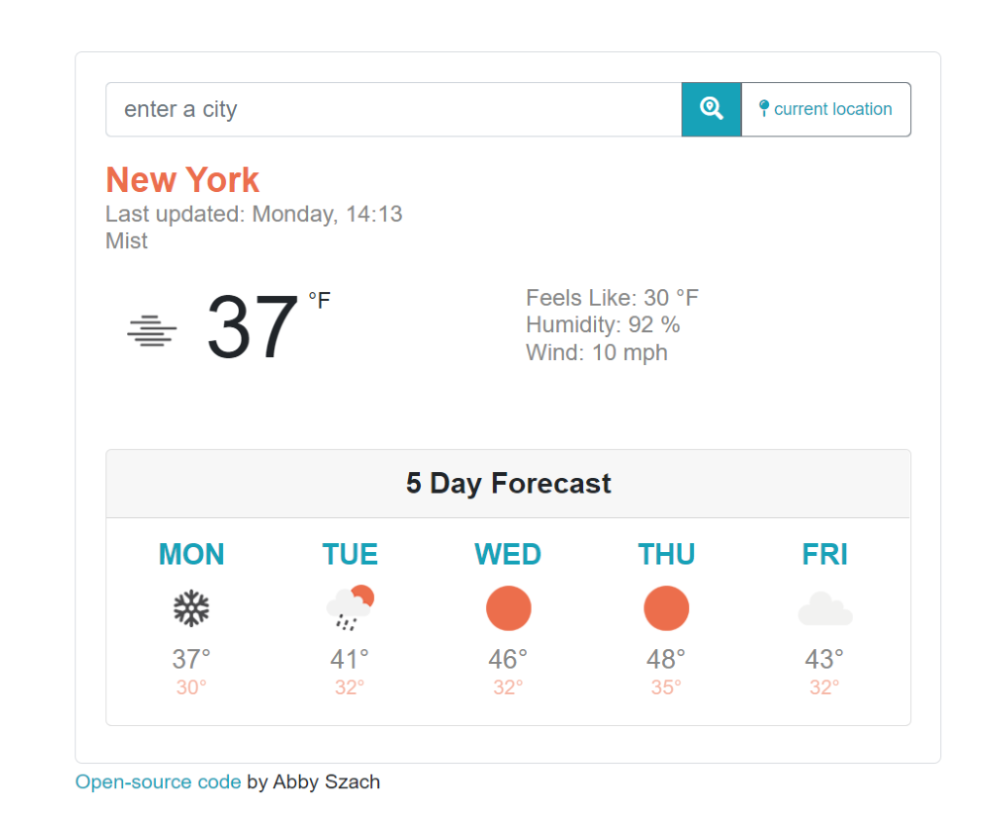 enter a city
current location
New York
Last updated: Monday, 14:13
Mist
37 °F
Feels Like: 30 °F
Humidity: 92 %
Wind: 10 mph
5 Day Forecast
MON TUE WED THU FRI
37° 41° 46° 48° 43°
30° 32° 32° 35° 32°
Open-source code by Abby Szach